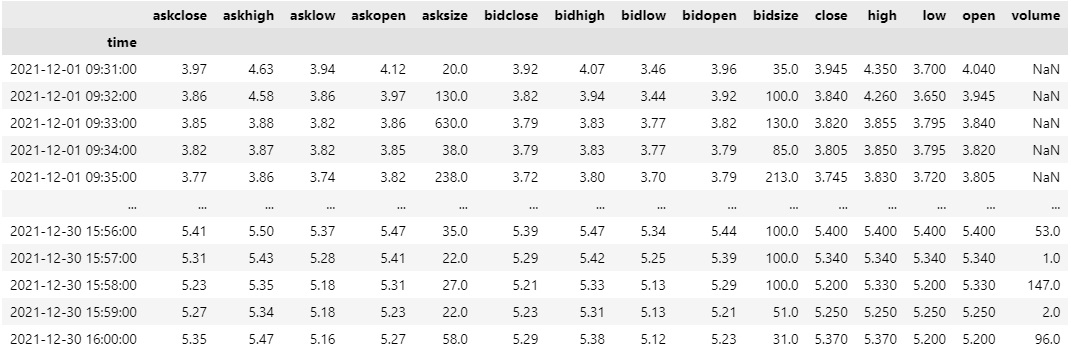 askclose askhigh asklow askopen asksize bidclose bidhigh bidlow bidopen bidsize close high low open volume
time
2021-12-01 09:31:00 3.97 4.63 3.94 4.12 20.0 3.92 4.07 3.46 3.96 35.0 3.945 4.350 3.700 4.040 NaN
2021-12-01 09:32:00 3.86 4.58 3.86 3.97 130.0 3.82 3.94 3.44 3.92 100.0 3.840 4.260 3.650 3.945 NaN
2021-12-01 09:33:00 3.85 3.88 3.82 3.86 630.0 3.79 3.83 3.77 3.82 130.0 3.820 3.855 3.795 3.840 NaN
2021-12-01 09:34:00 3.82 3.87 3.82 3.85 38.0 3.79 3.83 3.77 3.79 85.0 3.805 3.850 3.795 3.820 NaN
2021-12-01 09:35:00 3.77 3.86 3.74 3.82 238.0 3.72 3.80 3.70 3.79 213.0 3.745 3.830 3.720 3.805 NaN
... ... ... ... ... ... ... ... ... ... ... ... ... ... ... ...
2021-12-30 15:56:00 5.41 5.50 5.37 5.47 35.0 5.39 5.47 5.34 5.44 100.0 5.400 5.400 5.400 5.400 53.0
2021-12-30 15:57:00 5.31 5.43 5.28 5.41 22.0 5.29 5.42 5.25 5.39 100.0 5.340 5.340 5.340 5.340 1.0
2021-12-30 15:58:00 5.23 5.35 5.18 5.31 27.0 5.21 5.33 5.13 5.29 100.0 5.200 5.330 5.200 5.330 147.0
2021-12-30 15:59:00 5.27 5.34 5.18 5.23 22.0 5.23 5.31 5.13 5.21 51.0 5.250 5.250 5.250 5.250 2.0
2021-12-30 16:00:00 5.35 5.47 5.16 5.27 58.0 5.29 5.38 5.12 5.23 31.0 5.370 5.370 5.200 5.200 96.0